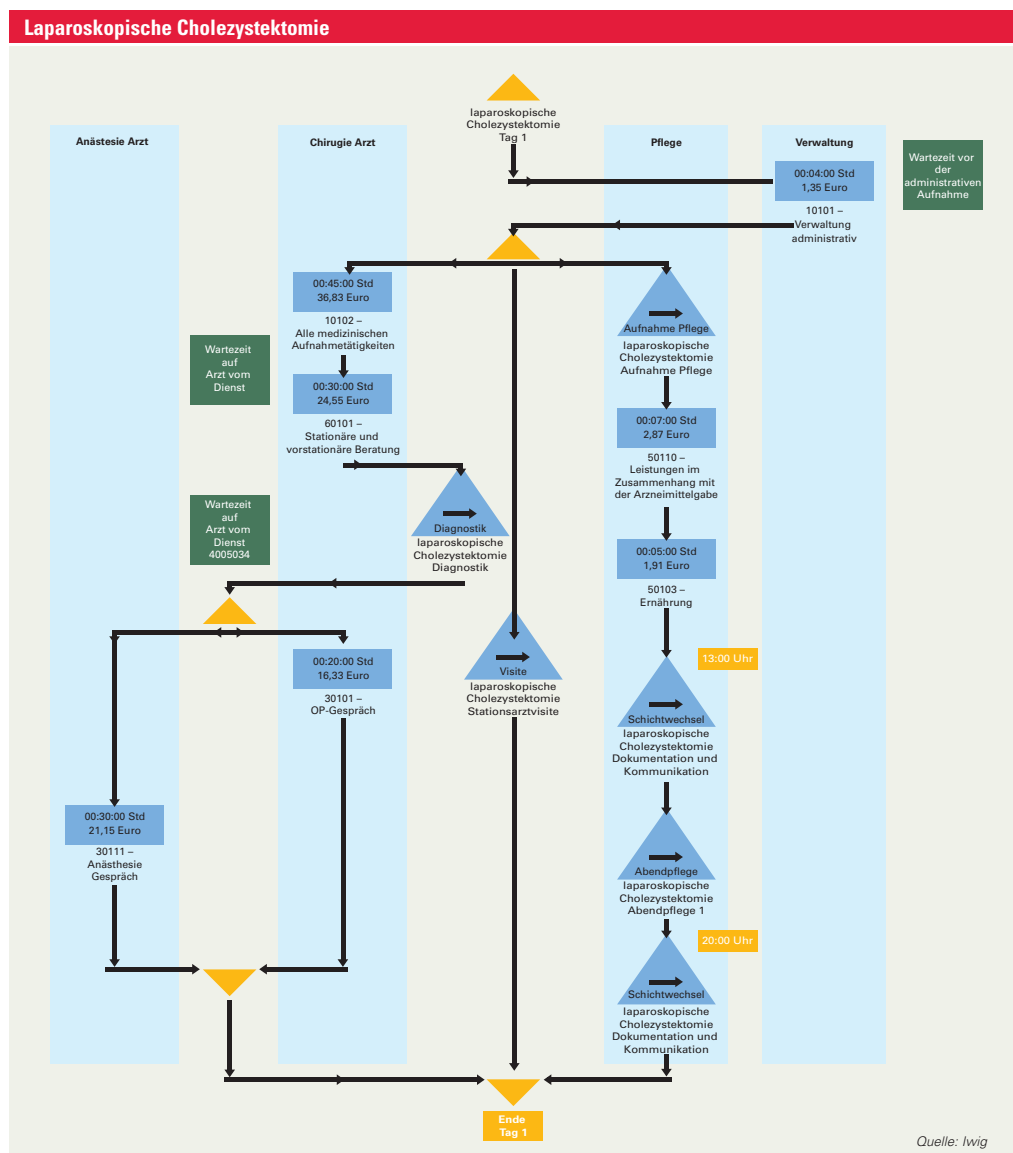 Laparoskopische Cholezystektomie
laparoskopische
Cholezystektomie
Tag 1
Anästesie Arzt
Chirugie Arzt
Pflege
Verwaltung
Wartezeit vor
der
administrativen
Aufnahme
00:04:00 Std
1,35 Euro
10101 –
Verwaltung
administrativ
00:45:00 Std
36,83 Euro
10102 –
Alle medizinischen
Aufnahmetätigkeiten
Wartezeit
auf
Arzt vom
Dienst
00:30:00 Std
24,55 Euro
60101 –
Stationäre und
vorstationäre Beratung
Aufnahme Pflege
laparoskopische
Cholezystektomie
Aufnahme Pflege
00:07:00 Std
2,87 Euro
50110 –
Leistungen im
Zusammenhang mit
der Arzneimittelgabe
Wartezeit
auf
Arzt vom
Dienst
4005034
Diagnostik
laparoskopische
Cholezystektomie
Diagnostik
00:05:00 Std
1,91 Euro
50103 –
Ernährung
00:20:00 Std
16,33 Euro
30101 –
OP-Gespräch
Visite
laparoskopische
Cholezystektomie
Stationsarztvisite
13:00 Uhr
Schichtwechsel
laparoskopische
Cholezystektomie
Dokumentation und
Kommunikation
00:30:00 Std
21,15 Euro
30111 –
Anästhesie
Gespräch
Abendpflege
laparoskopische
Cholezystektomie
Abendpflege 1
20:00 Uhr
Schichtwechsel
laparoskopische
Cholezystektomie
Dokumentation und
Kommunikation
Ende
Tag 1
Quelle: Iwig